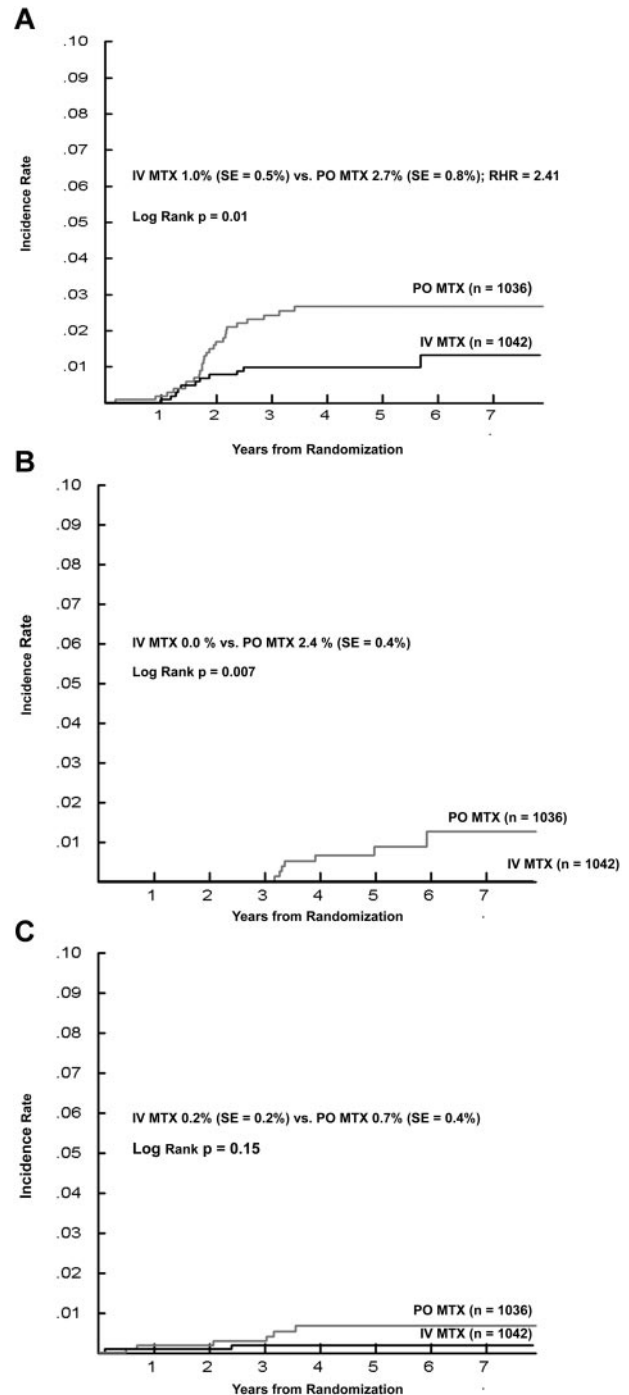 A
.10
.09
.08
.07
IV MTX 1.0% (SE = 0.5%) vs. PO MTX 2.7% (SE = 0.8%); RHR = 2.41
.06
Log Rank p = 0.01
.05
.04
.03
PO MTX (n = 1036)
.02
IV MTX (n = 1042)
.01
Incidence Rate
1 2 3 4 5 6 7
Years from Randomization
B
.10
.09
.08
.07
IV MTX 0.0 % vs. PO MTX 2.4 % (SE = 0.4%)
.06
Log Rank p = 0.007
.05
.04
.03
.02
PO MTX (n = 1036)
.01
IV MTX (n = 1042)
Incidence Rate
1 2 3 4 5 6 7
Years from Randomization
C
.10
.09
.08
.07
IV MTX 0.2% (SE = 0.2%) vs. PO MTX 0.7% (SE = 0.4%)
.06
Log Rank p = 0.15
.05
.04
.03
.02
PO MTX (n = 1036)
.01
IV MTX (n = 1042)
Incidence Rate
1 2 3 4 5 6 7
Years from Randomization